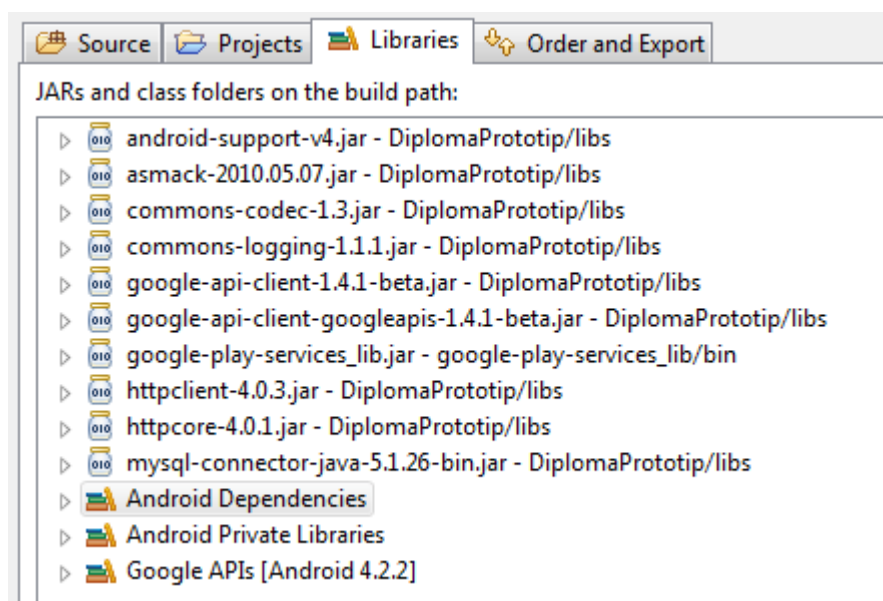 Source Projects Libraries Order and Export
JARs and class folders on the build path:
android-support-v4.jar - DiplomaPrototip/libs
asmack-2010.05.07.jar - DiplomaPrototip/libs
commons-codec-1.3.jar - DiplomaPrototip/libs
commons-logging-1.1.1.jar - DiplomaPrototip/libs
google-api-client-1.4.1-beta.jar - DiplomaPrototip/libs
google-api-client-googleapis-1.4.1-beta.jar - DiplomaPrototip/libs
google-play-services_lib.jar - google-play-services_lib/bin
httpclient-4.0.3.jar - DiplomaPrototip/libs
httpcore-4.0.1.jar - DiplomaPrototip/libs
mysql-connector-java-5.1.26-bin.jar - DiplomaPrototip/libs
Android Dependencies
Android Private Libraries
Google APIs [Android 4.2.2]